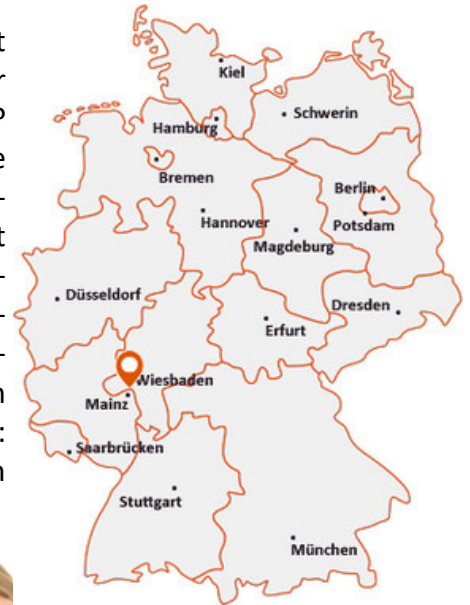 t
r
?
e
-
t
-
-
-
n
:
n
Kiel
Schwerin
Hamburg
Bremen
Berlin
Hannover
Potsdam
Magdeburg
Düsseldorf
Dresden
Erfurt
Wiesbaden
Mainz
Saarbrücken
Stuttgart
München